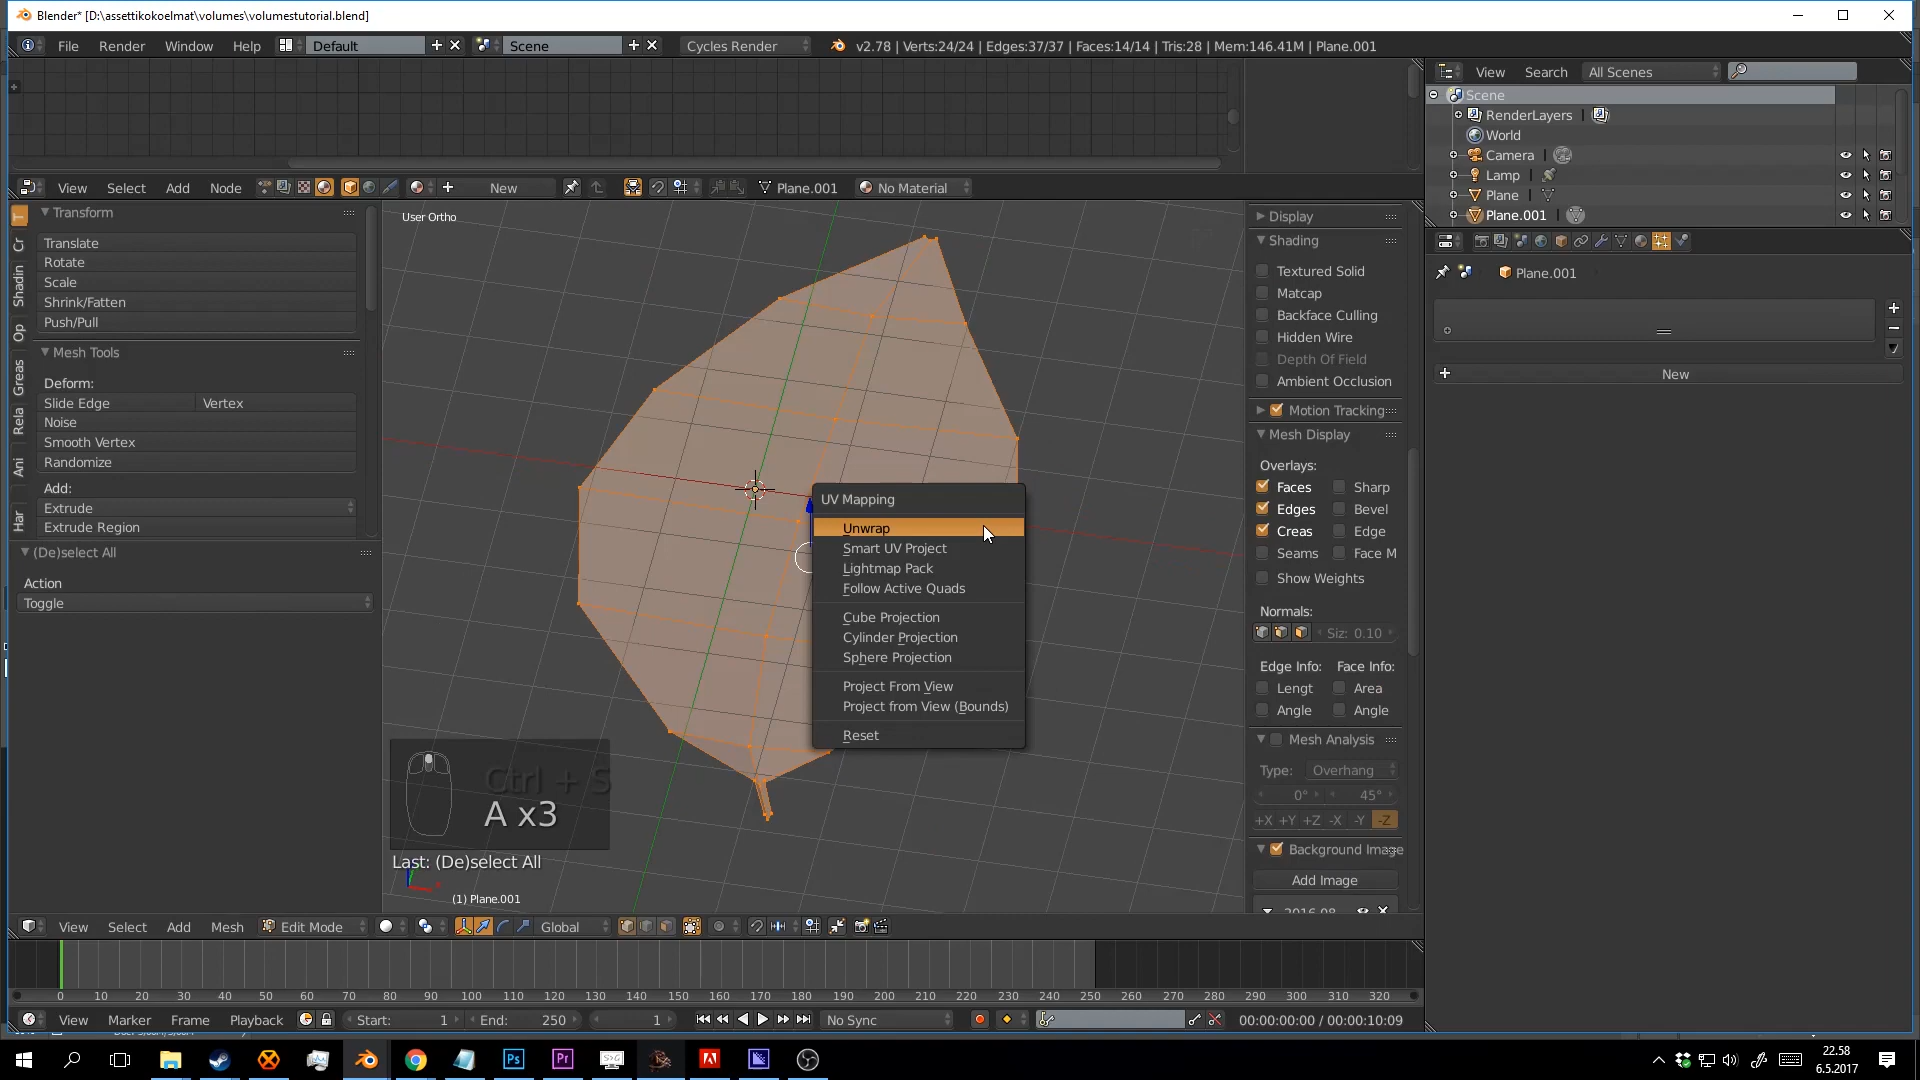 Blender* [D:\assettikokoelmat\volumes\volumestutorial.blend]
File Render Window Help Default Scene Cycles Render v2.78 | Verts:24/24 | Edges:37/37 | Faces:14/14 | Tris:28 | Mem:146.41M | Plane.001
View Search All Scenes
Scene
RenderLayers
World
Camera
Lamp
Plane
Plane.001
View Select Add Node New Plane.001 No Material
Transform
Translate
Rotate
Scale
Shrink/Fatten
Push/Pull
Mesh Tools
Deform:
Slide Edge Vertex
Noise
Smooth Vertex
Randomize
Add:
Extrude
Extrude Region
T
Cr
Shadin
Op
Greas
Rela
Ani
Har
(De)select All
Action
Toggle
User Ortho
UV Mapping
Unwrap
Smart UV Project
Lightmap Pack
Follow Active Quads
Cube Projection
Cylinder Projection
Sphere Projection
Project From View
Project from View (Bounds)
Reset
Ctrl + S
A x3
Last: (De)select All
(1) Plane.001
Display
Shading
Textured Solid
Matcap
Backface Culling
Hidden Wire
Depth Of Field
Ambient Occlusion
Motion Tracking
Mesh Display
Overlays:
Faces Sharp
Edges Bevel
Creas Edge
Seams Face M
Show Weights
Normals:
Siz: 0.10
Edge Info: Face Info:
Lengt Area
Angle Angle
Mesh Analysis
Type: Overhang
0° 45°
+X +Y +Z -X -Y -Z
Background Image
Add Image
2016.08
Plane.001
New
View Select Add Mesh Edit Mode Global
0 10 20 30 40 50 60 70 80 90 100 110 120 130 140 150 160 170 180 190 200 210 220 230 240 250 260 270 280 290 300 310 320
View Marker Frame Playback Start: 1 End: 250 1 No Sync 00:00:00:00 / 00:00:10:09
Ps Pr
22.58
6.5.2017